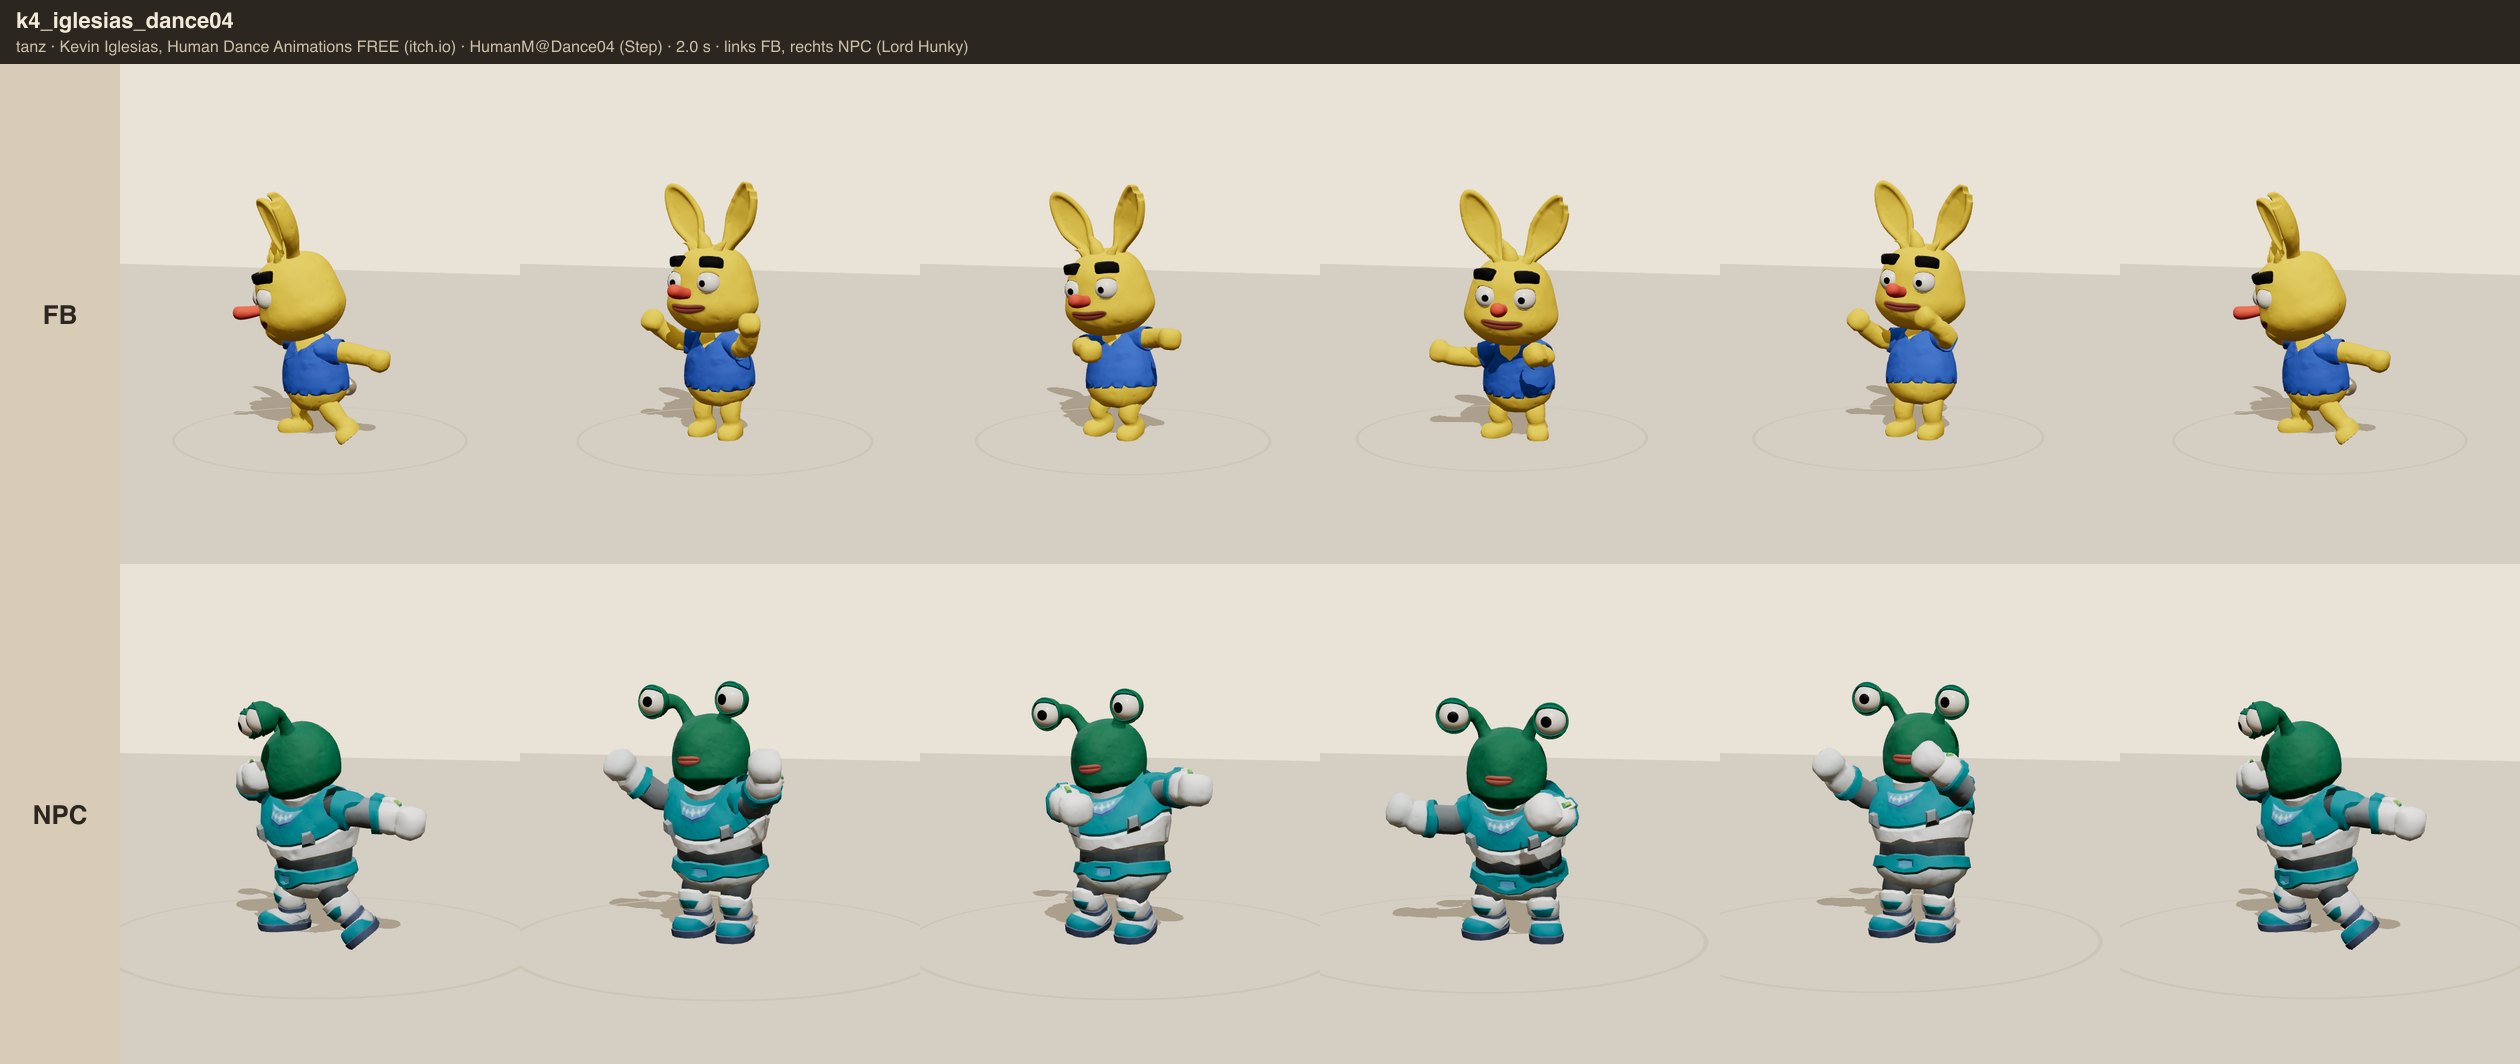 k4_iglesias_dance04
tanz · Kevin Iglesias, Human Dance Animations FREE (itch.io) · HumanM@Dance04 (Step) · 2.0 s · links FB, rechts NPC (Lord Hunky)
FB
NPC